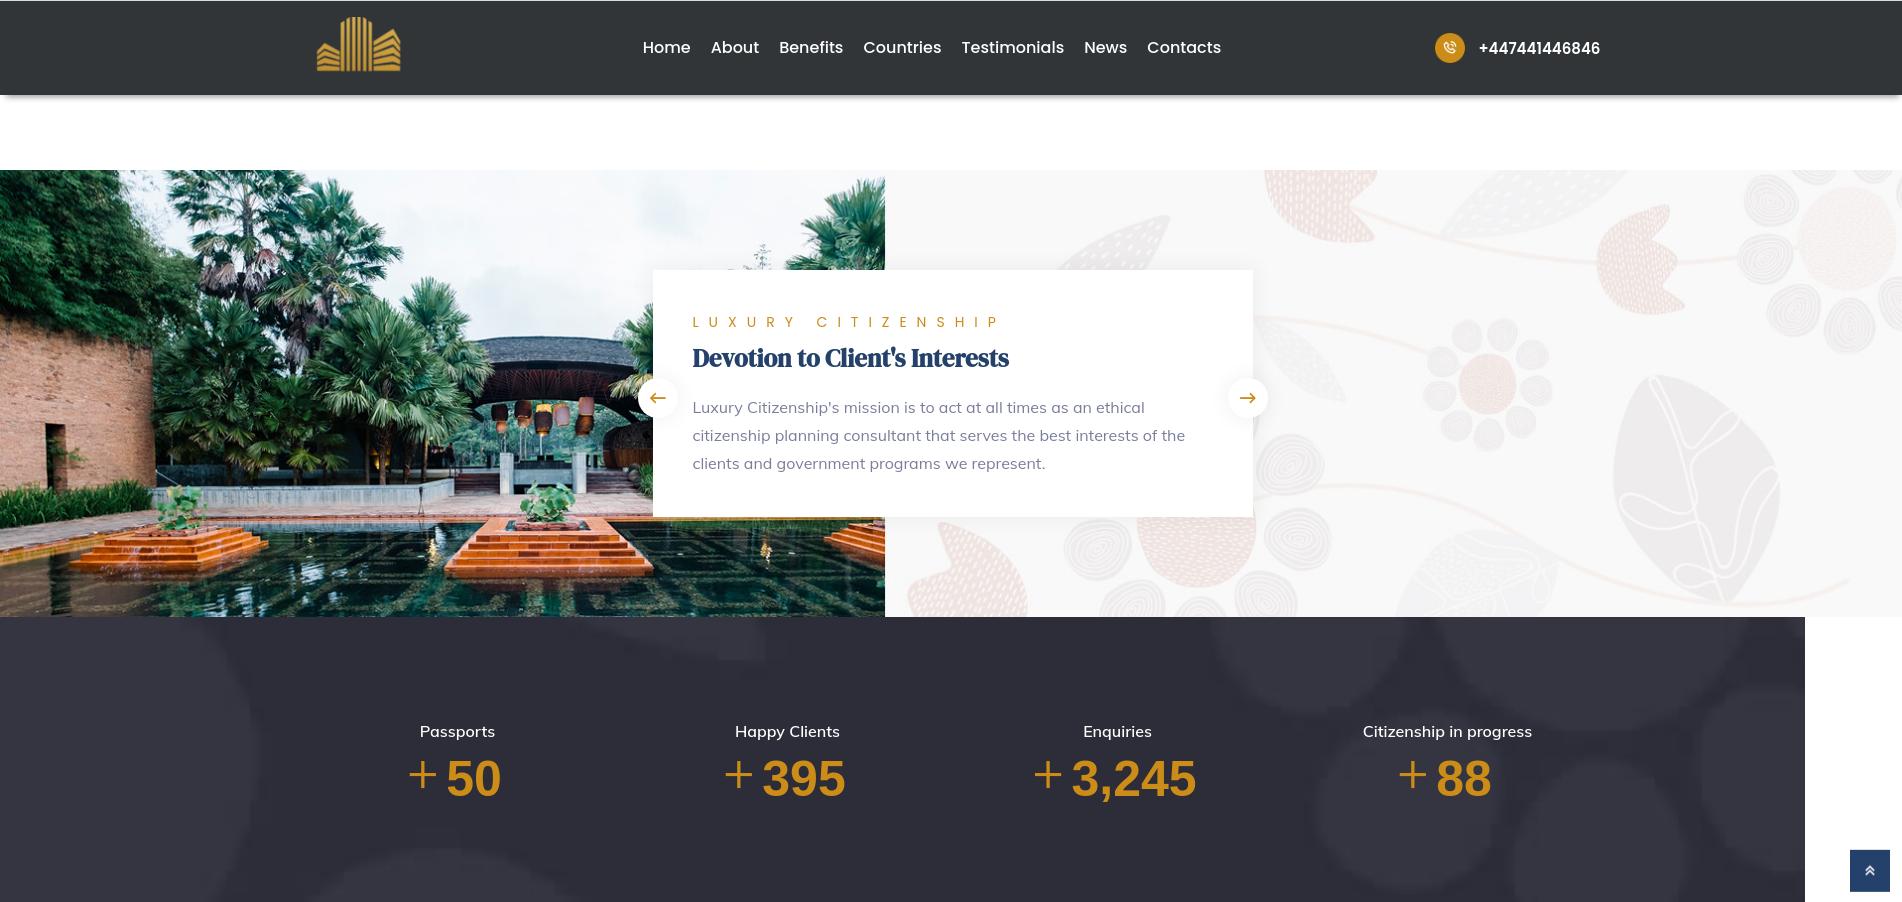 Home About Benefits Countries Testimonials News Contacts +447441446846
LUXURY CITIZENSHIP
Devotion to Client's Interests
Luxury Citizenship's mission is to act at all times as an ethical
citizenship planning consultant that serves the best interests of the
clients and government programs we represent.
Passports Happy Clients Enquiries Citizenship in progress
+ 50 + 395 + 3,245 + 88